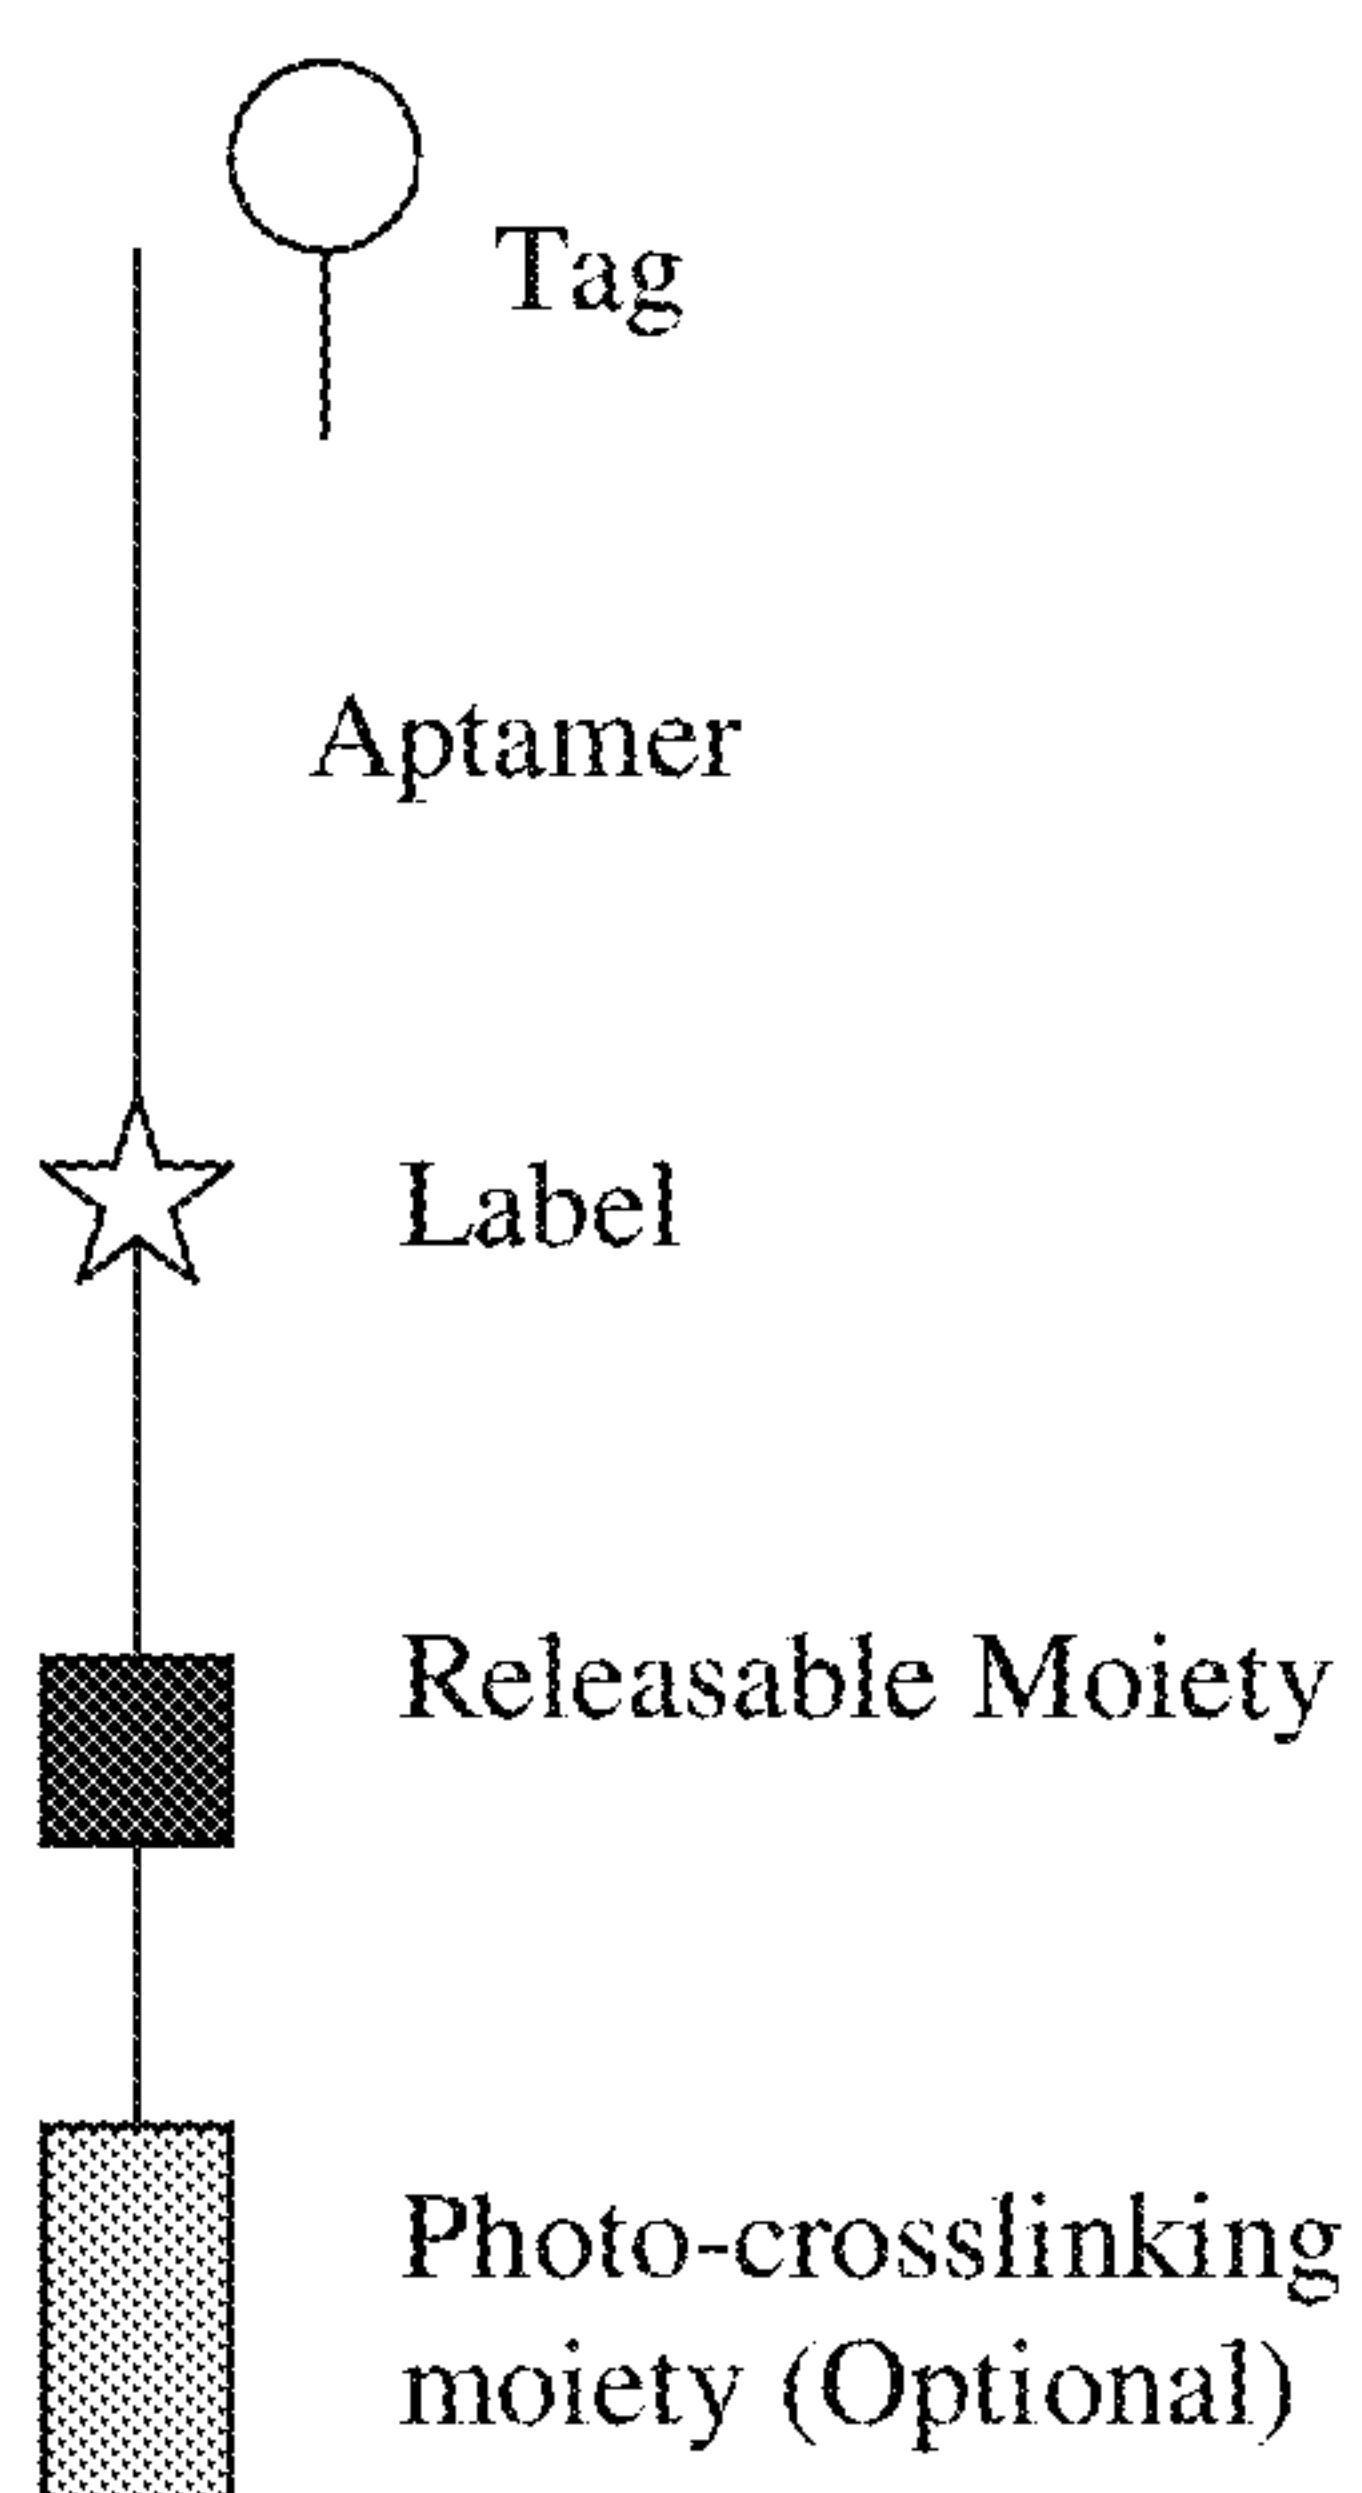 Tag
Aptamer
Label
Releasable Moiety
Photo-crosslinking
moiety (Optional)